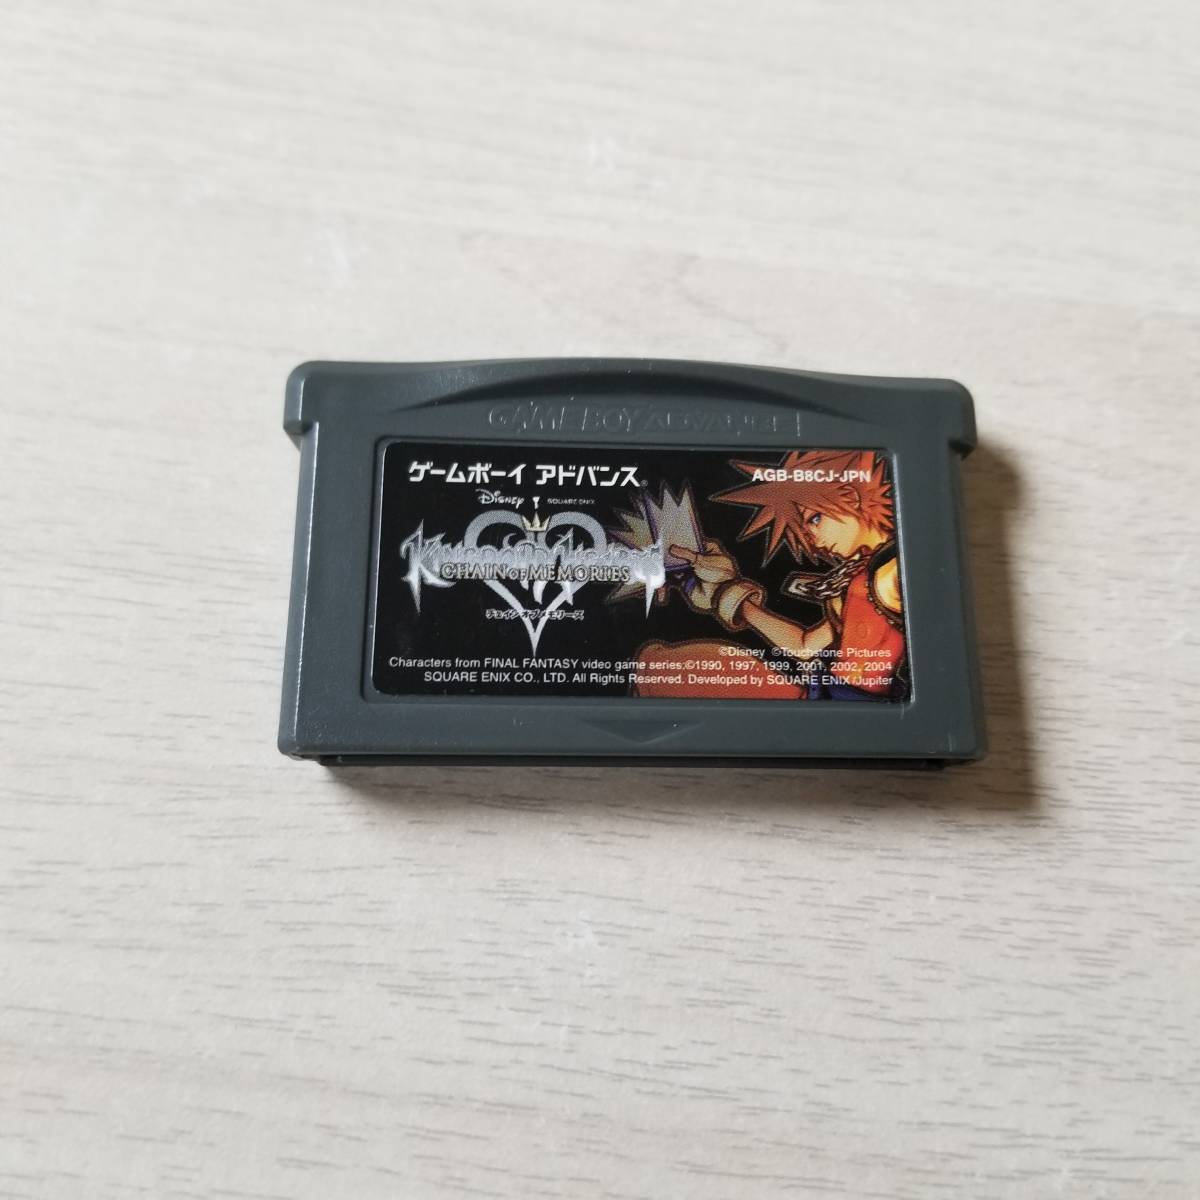 GAME BOY ADVANCE
ゲームボーイ アドバンス®
AGB-B8CJ-JPN
Disney SQUARE ENIX
KINGDOM HEARTS
CHAIN OF MEMORIES
チェイン オブ メモリーズ
©Disney ©Touchstone Pictures
Characters from FINAL FANTASY video game series:©1990, 1997, 1999, 2001, 2002, 2004
SQUARE ENIX CO., LTD. All Rights Reserved. Developed by SQUARE ENIX/Jupiter